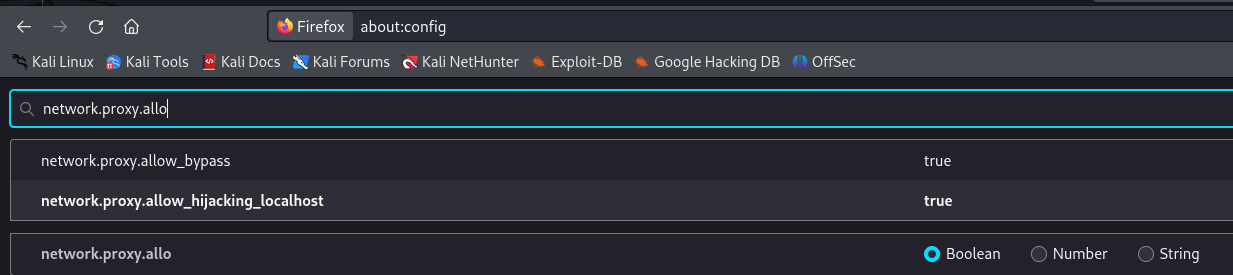 Firefox about:config
Kali Linux Kali Tools Kali Docs Kali Forums Kali NetHunter Exploit-DB Google Hacking DB OffSec
network.proxy.allo
network.proxy.allow_bypass true
network.proxy.allow_hijacking_localhost true
network.proxy.allo Boolean Number String